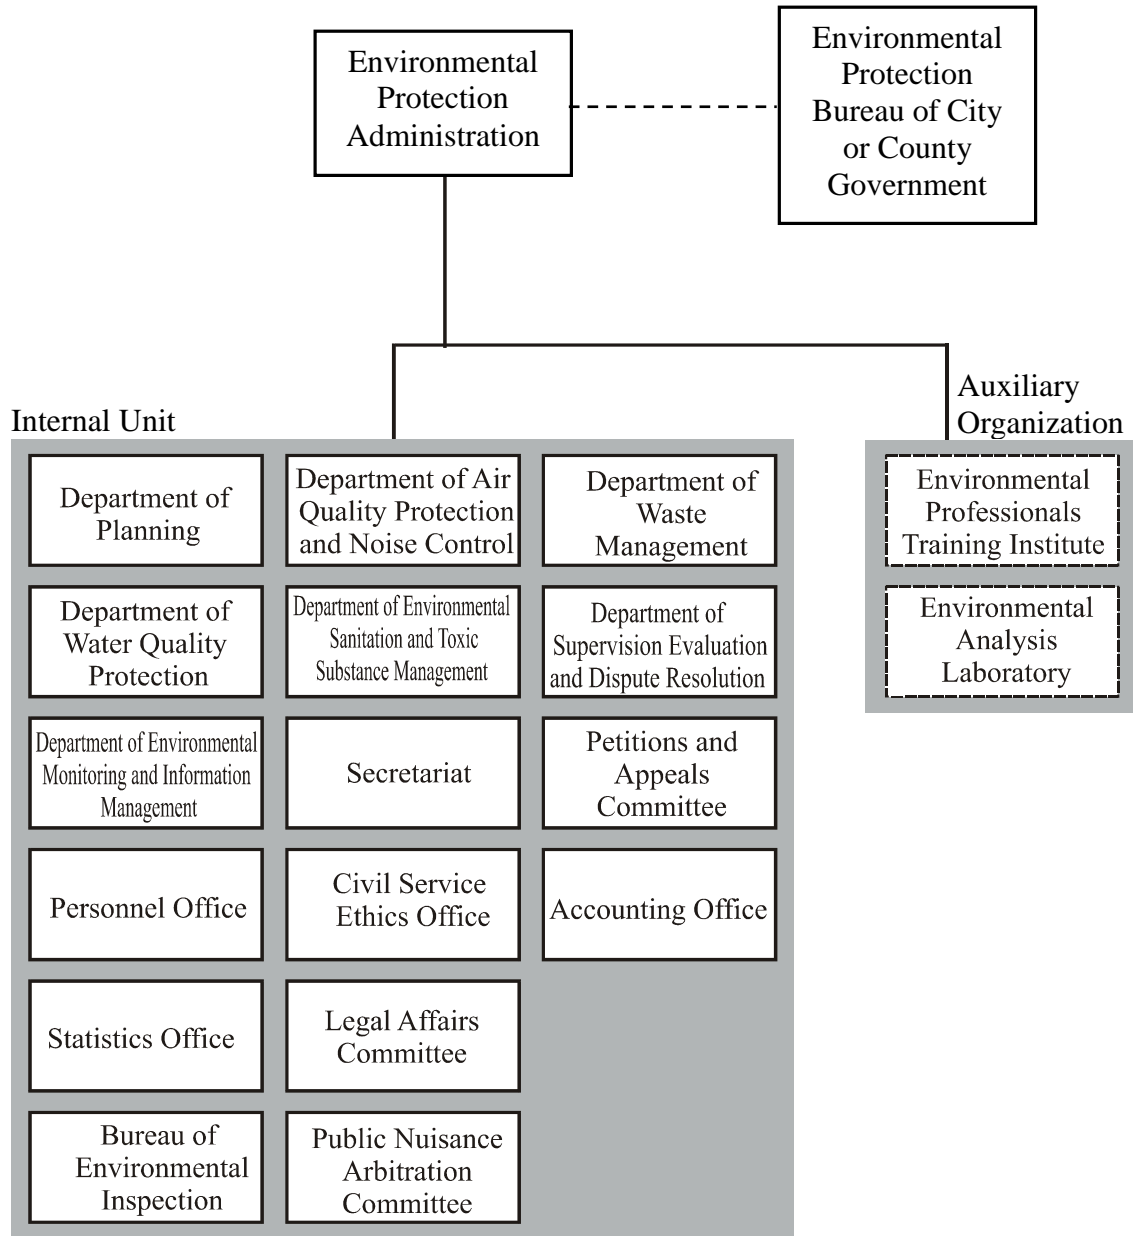 Environmental
Protection
Administration
Environmental
Protection
Bureau of City
or County
Government
Internal Unit
Auxiliary
Organization
Department of
Planning
Department of Air
Quality Protection
and Noise Control
Department of
Waste
Management
Environmental
Professionals
Training Institute
Department of
Water Quality
Protection
Department of Environmental
Sanitation and Toxic
Substance Management
Department of
Supervision Evaluation
and Dispute Resolution
Environmental
Analysis
Laboratory
Department of Environmental
Monitoring and Information
Management
Secretariat
Petitions and
Appeals
Committee
Personnel Office
Civil Service
Ethics Office
Accounting Office
Statistics Office
Legal Affairs
Committee
Bureau of
Environmental
Inspection
Public Nuisance
Arbitration
Committee